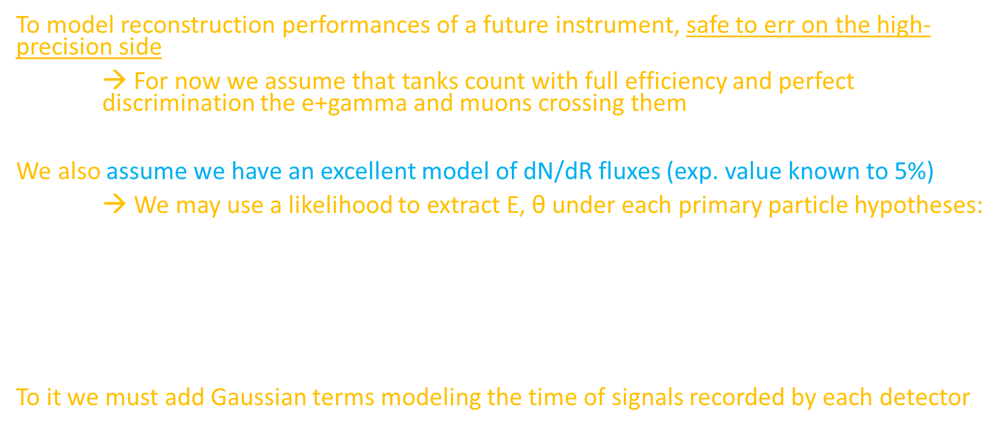 To model reconstruction performances of a future instrument, safe to err on the high-
precision side
→ For now we assume that tanks count with full efficiency and perfect
discrimination the e+gamma and muons crossing them
We also assume we have an excellent model of dN/dR fluxes (exp. value known to 5%)
→ We may use a likelihood to extract E, θ under each primary particle hypotheses:
To it we must add Gaussian terms modeling the time of signals recorded by each detector